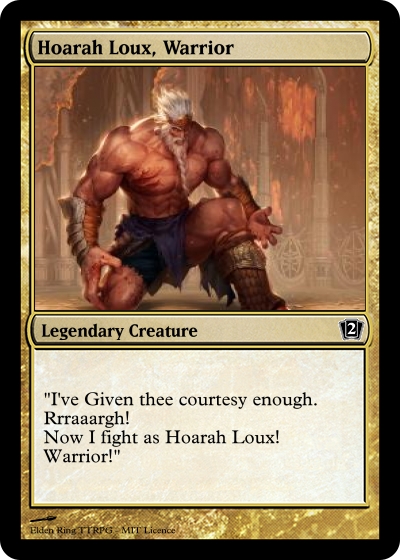 Hoarah Loux, Warrior
Legendary Creature
2
"I've Given thee courtesy enough.
Rrraaargh!
Now I fight as Hoarah Loux!
Warrior!"
Elden Ring TTRPG - MIT Licence